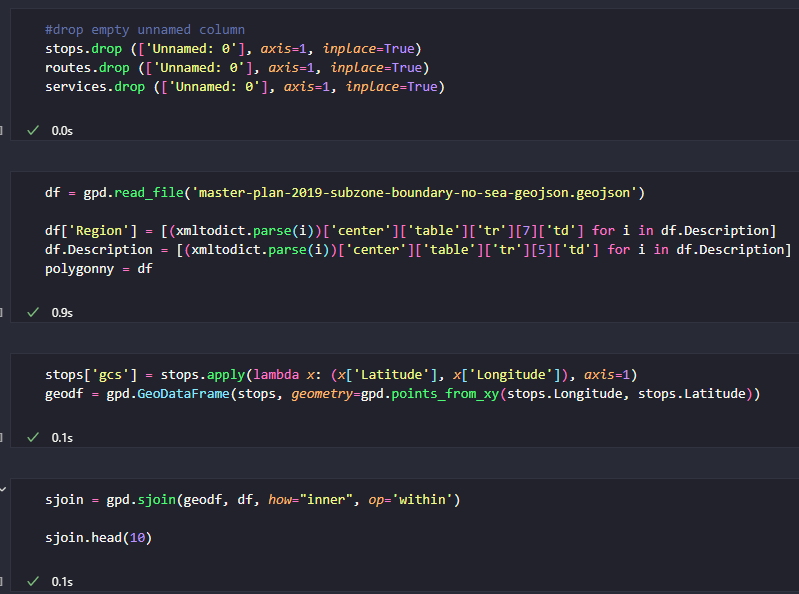 #drop empty unnamed column
stops.drop (['Unnamed: 0'], axis=1, inplace=True)
routes.drop (['Unnamed: 0'], axis=1, inplace=True)
services.drop (['Unnamed: 0'], axis=1, inplace=True)
0.0s
df = gpd.read_file('master-plan-2019-subzone-boundary-no-sea-geojson.geojson')
df['Region'] = [(xmltodict.parse(i))['center']['table']['tr'][7]['td'] for i in df.Description]
df.Description = [(xmltodict.parse(i))['center']['table']['tr'][5]['td'] for i in df.Description]
polygonny = df
0.9s
stops['gcs'] = stops.apply(lambda x: (x['Latitude'], x['Longitude']), axis=1)
geodf = gpd.GeoDataFrame(stops, geometry=gpd.points_from_xy(stops.Longitude, stops.Latitude))
0.1s
sjoin = gpd.sjoin(geodf, df, how="inner", op='within')
sjoin.head(10)
0.1s